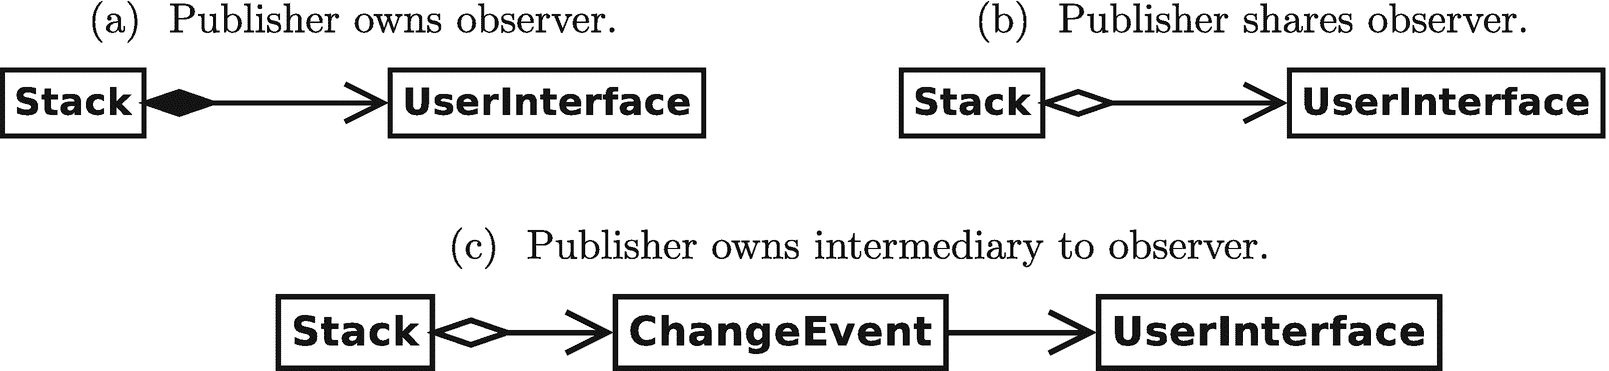 (a) Publisher owns observer.
Stack UserInterface
(b) Publisher shares observer.
Stack UserInterface
(c) Publisher owns intermediary to observer.
Stack ChangeEvent UserInterface